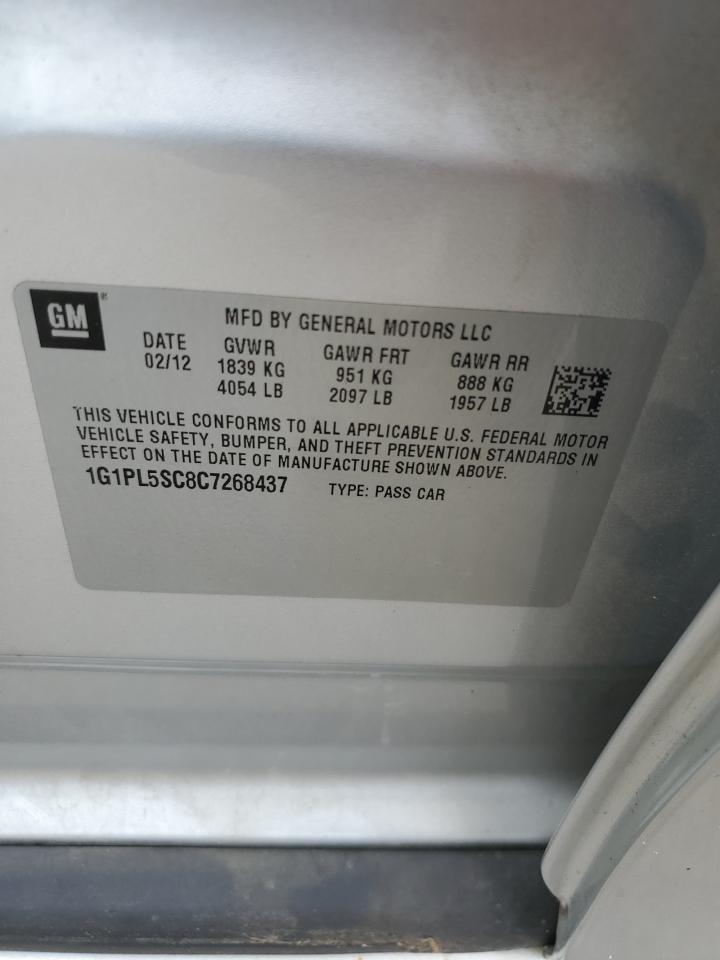 GM
MFD BY GENERAL MOTORS LLC
DATE GVWR GAWR FRT GAWR RR
02/12 1839 KG 951 KG 888 KG
4054 LB 2097 LB 1957 LB
THIS VEHICLE CONFORMS TO ALL APPLICABLE U.S. FEDERAL MOTOR
VEHICLE SAFETY, BUMPER, AND THEFT PREVENTION STANDARDS IN
EFFECT ON THE DATE OF MANUFACTURE SHOWN ABOVE.
1G1PL5SC8C7268437 TYPE: PASS CAR